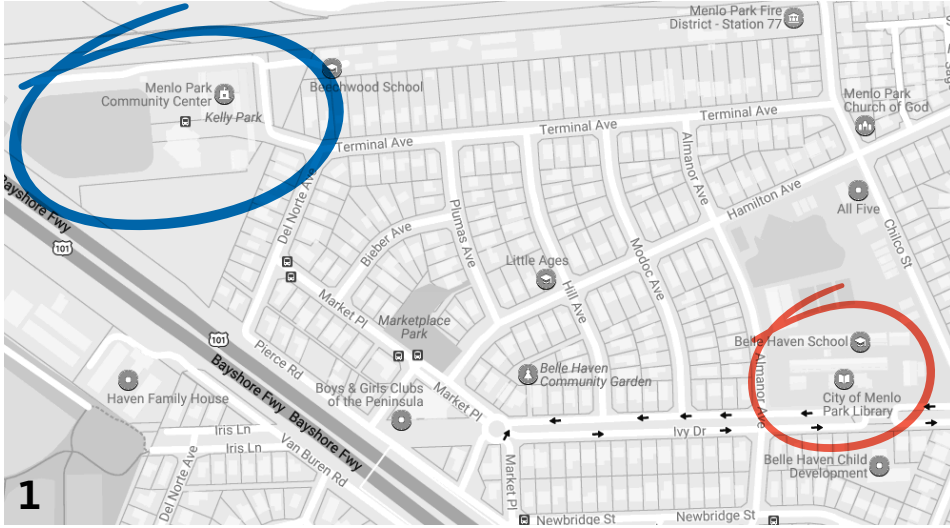 Menlo Park Fire
District - Station 77
Menlo Park
Community Center
Kelly Park
Beechwood School
Menlo Park
Church of God
Terminal Ave
Terminal Ave
Terminal Ave
Almanor Ave
Hamilton Ave
All Five
Chilco St
Bayshore Fwy
101
Del Norte Ave
Bieber Ave
Plumas Ave
Little Ages
Hill Ave
Modoc Ave
Market Pl
Marketplace
Park
101
Pierce Rd
Bayshore Fwy
Bayshore Fwy
Haven Family House
Boys & Girls Clubs
of the Peninsula
Market Pl
Belle Haven
Community Garden
Belle Haven School
Almanor Ave
City of Menlo
Park Library
Iris Ln
Iris Ln
Van Buren Rd
Ivy Dr
Belle Haven Child
Development
Del Norte Ave
Market Pl
Newbridge St
Newbridge St
1